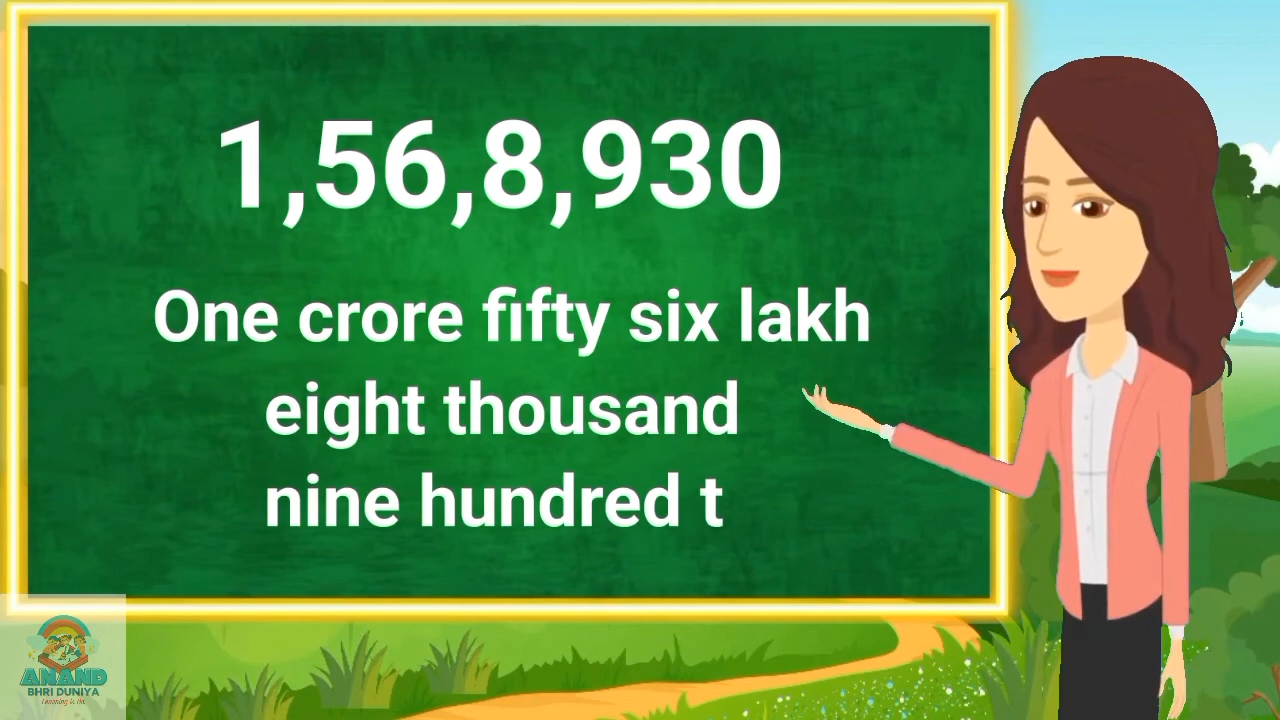 1,56,8,930
One crore fifty six lakh
eight thousand
nine hundred t
ANAND
BHRI DUNIYA